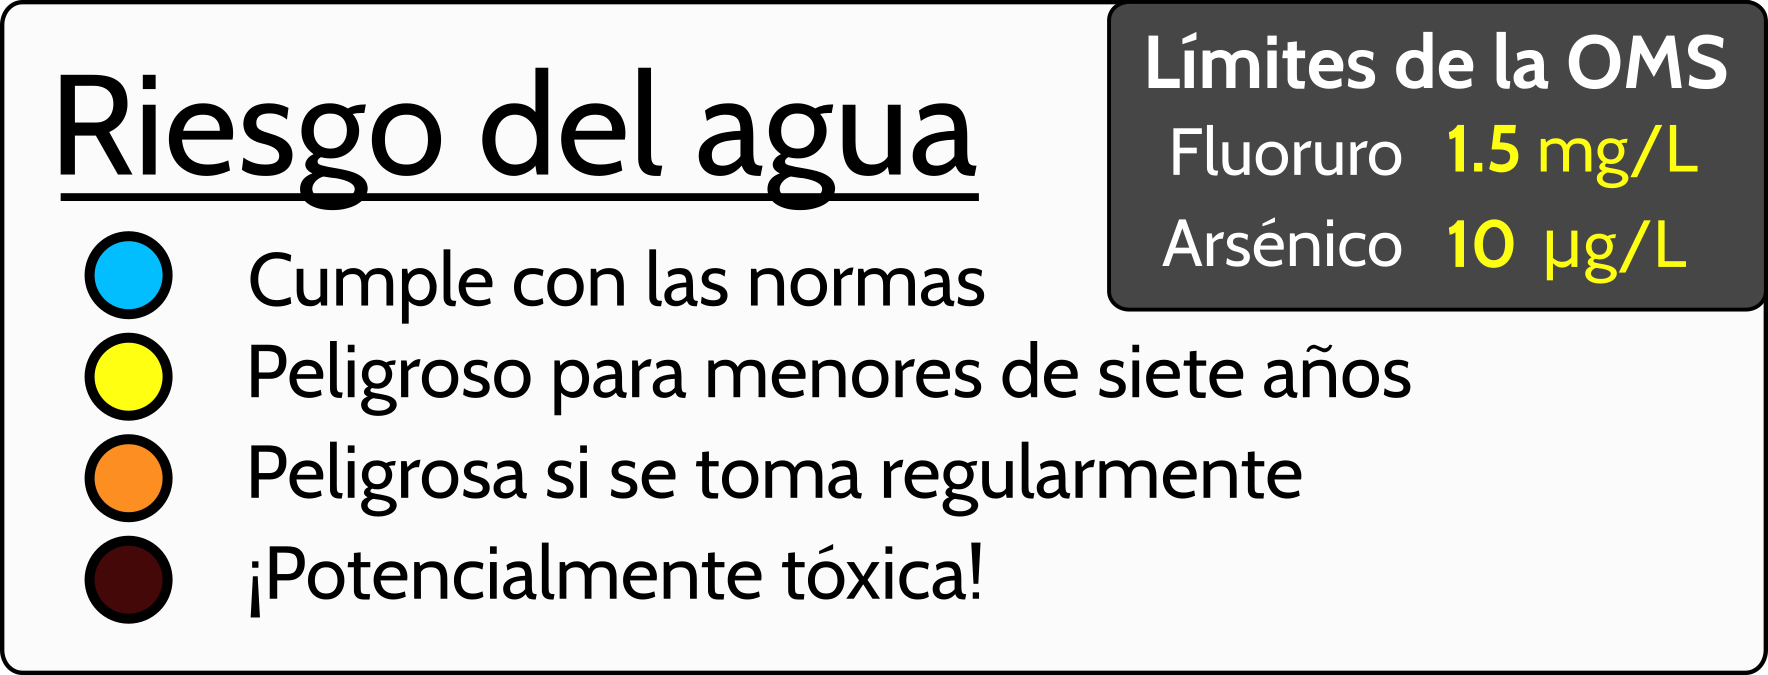 Riesgo del agua
Cumple con las normas
Peligroso para menores de siete años
Peligrosa si se toma regularmente
¡Potencialmente tóxica!
Límites de la OMS
Fluoruro 1.5 mg/L
Arsénico 10 µg/L